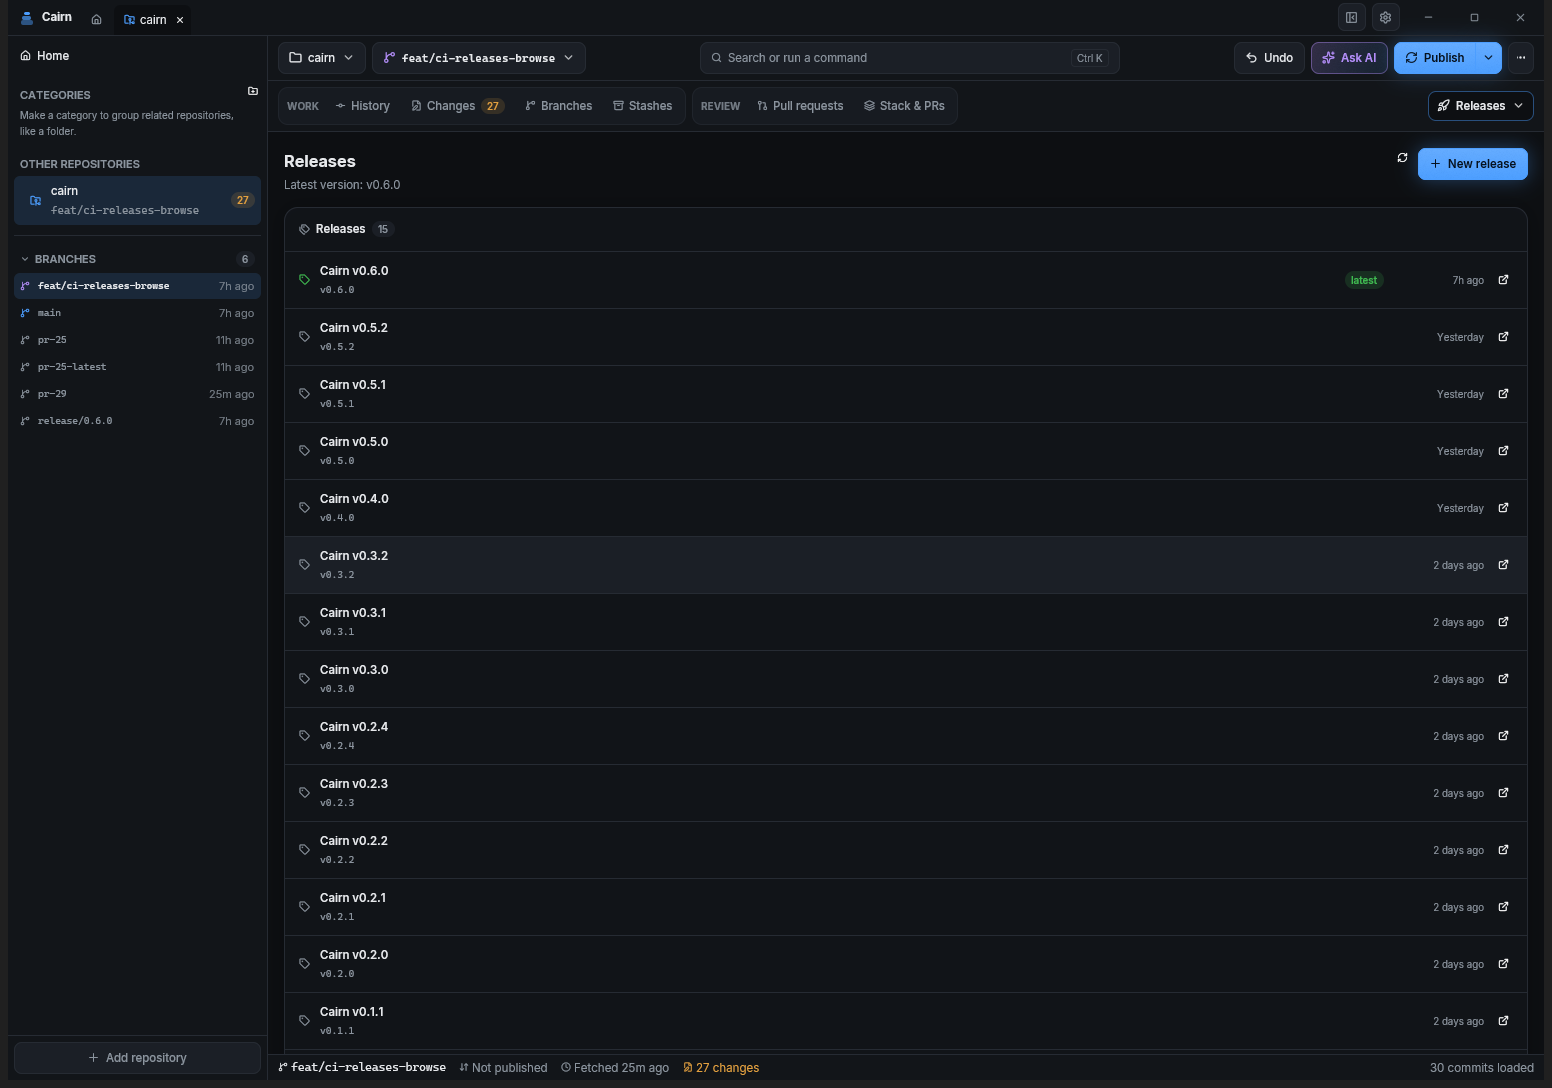 Cairn
cairn
Home
CATEGORIES
Make a category to group related repositories,
like a folder.
OTHER REPOSITORIES
cairn
feat/ci-releases-browse
27
BRANCHES 6
feat/ci-releases-browse 7h ago
main 7h ago
pr-25 11h ago
pr-25-latest 11h ago
pr-29 25m ago
release/0.6.0 7h ago
Add repository
cairn feat/ci-releases-browse Search or run a command Ctrl K Undo Ask AI Publish
WORK History Changes 27 Branches Stashes REVIEW Pull requests Stack & PRs Releases
Releases
Latest version: v0.6.0
New release
Releases 15
Cairn v0.6.0
v0.6.0
latest 7h ago
Cairn v0.5.2
v0.5.2
Yesterday
Cairn v0.5.1
v0.5.1
Yesterday
Cairn v0.5.0
v0.5.0
Yesterday
Cairn v0.4.0
v0.4.0
Yesterday
Cairn v0.3.2
v0.3.2
2 days ago
Cairn v0.3.1
v0.3.1
2 days ago
Cairn v0.3.0
v0.3.0
2 days ago
Cairn v0.2.4
v0.2.4
2 days ago
Cairn v0.2.3
v0.2.3
2 days ago
Cairn v0.2.2
v0.2.2
2 days ago
Cairn v0.2.1
v0.2.1
2 days ago
Cairn v0.2.0
v0.2.0
2 days ago
Cairn v0.1.1
v0.1.1
2 days ago
feat/ci-releases-browse Not published Fetched 25m ago 27 changes 30 commits loaded